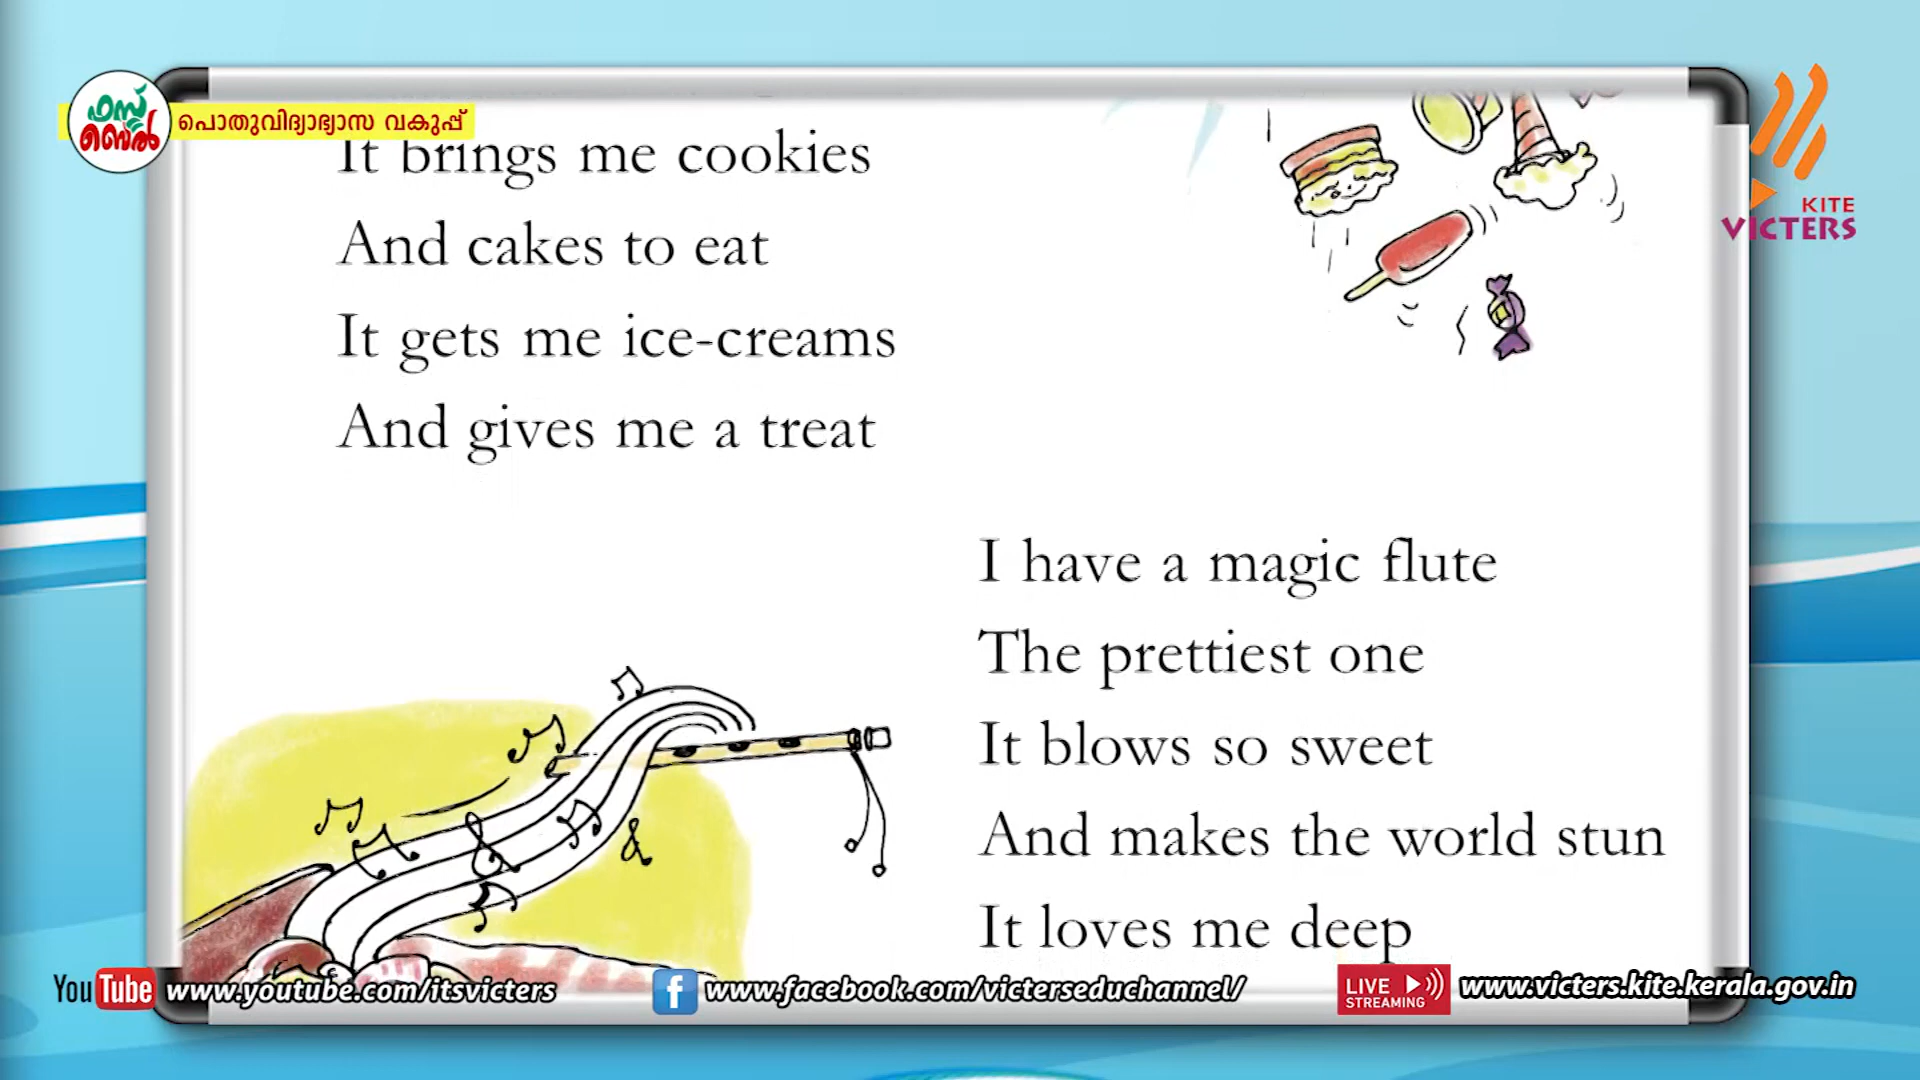 ഫസ്റ്റ്
ബെൽ
പൊതുവിദ്യാഭ്യാസ വകുപ്പ്
KITE
VICTERS
It brings me cookies
And cakes to eat
It gets me ice-creams
And gives me a treat
I have a magic flute
The prettiest one
It blows so sweet
And makes the world stun
It loves me deep
YouTube www.youtube.com/itsvicters
f www.facebook.com/victerseduchannel/
LIVE STREAMING www.victers.kite.kerala.gov.in